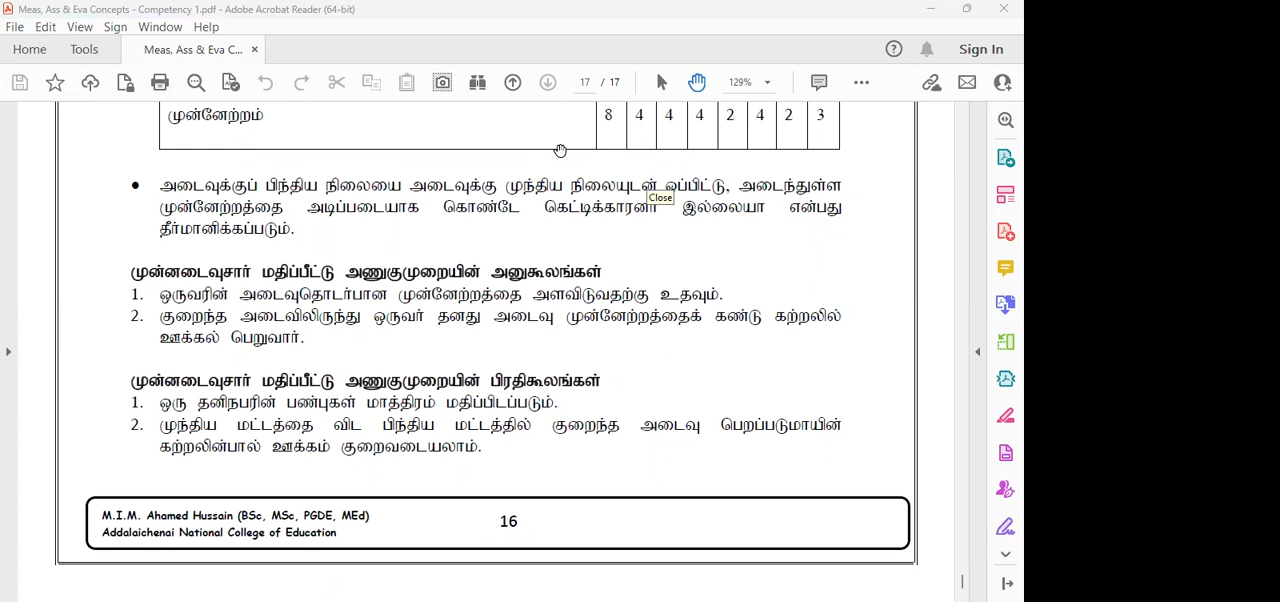 Meas, Ass & Eva Concepts - Competency 1.pdf - Adobe Acrobat Reader (64-bit)
File Edit View Sign Window Help
Home Tools Meas, Ass & Eva C... × Sign In
17 / 17 129%
முன்னேற்றம் 8 4 4 4 2 4 2 3
• அடைவுக்குப் பிந்திய நிலையை அடைவுக்கு முந்திய நிலையுடன் ஒப்பிட்டு, அடைந்துள்ள
Close
முன்னேற்றத்தை அடிப்படையாக கொண்டே கெட்டிக்காரனா இல்லையா என்பது
தீர்மானிக்கப்படும்.
முன்னடைவுசார் மதிப்பீட்டு அணுகுமுறையின் அனுகூலங்கள்
1. ஒருவரின் அடைவுதொடர்பான முன்னேற்றத்தை அளவிடுவதற்கு உதவும்.
2. குறைந்த அடைவிலிருந்து ஒருவர் தனது அடைவு முன்னேற்றத்தைக் கண்டு கற்றலில்
ஊக்கல் பெறுவார்.
முன்னடைவுசார் மதிப்பீட்டு அணுகுமுறையின் பிரதிகூலங்கள்
1. ஒரு தனிநபரின் பண்புகள் மாத்திரம் மதிப்பிடப்படும்.
2. முந்திய மட்டத்தை விட பிந்திய மட்டத்தில் குறைந்த அடைவு பெறப்படுமாயின்
கற்றலின்பால் ஊக்கம் குறைவடையலாம்.
M.I.M. Ahamed Hussain (BSc, MSc, PGDE, MEd)
Addalaichenai National College of Education
16